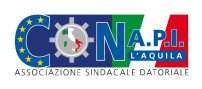 CONA.P.I.
L'AQUILA
ASSOCIAZIONE SINDACALE DATORIALE